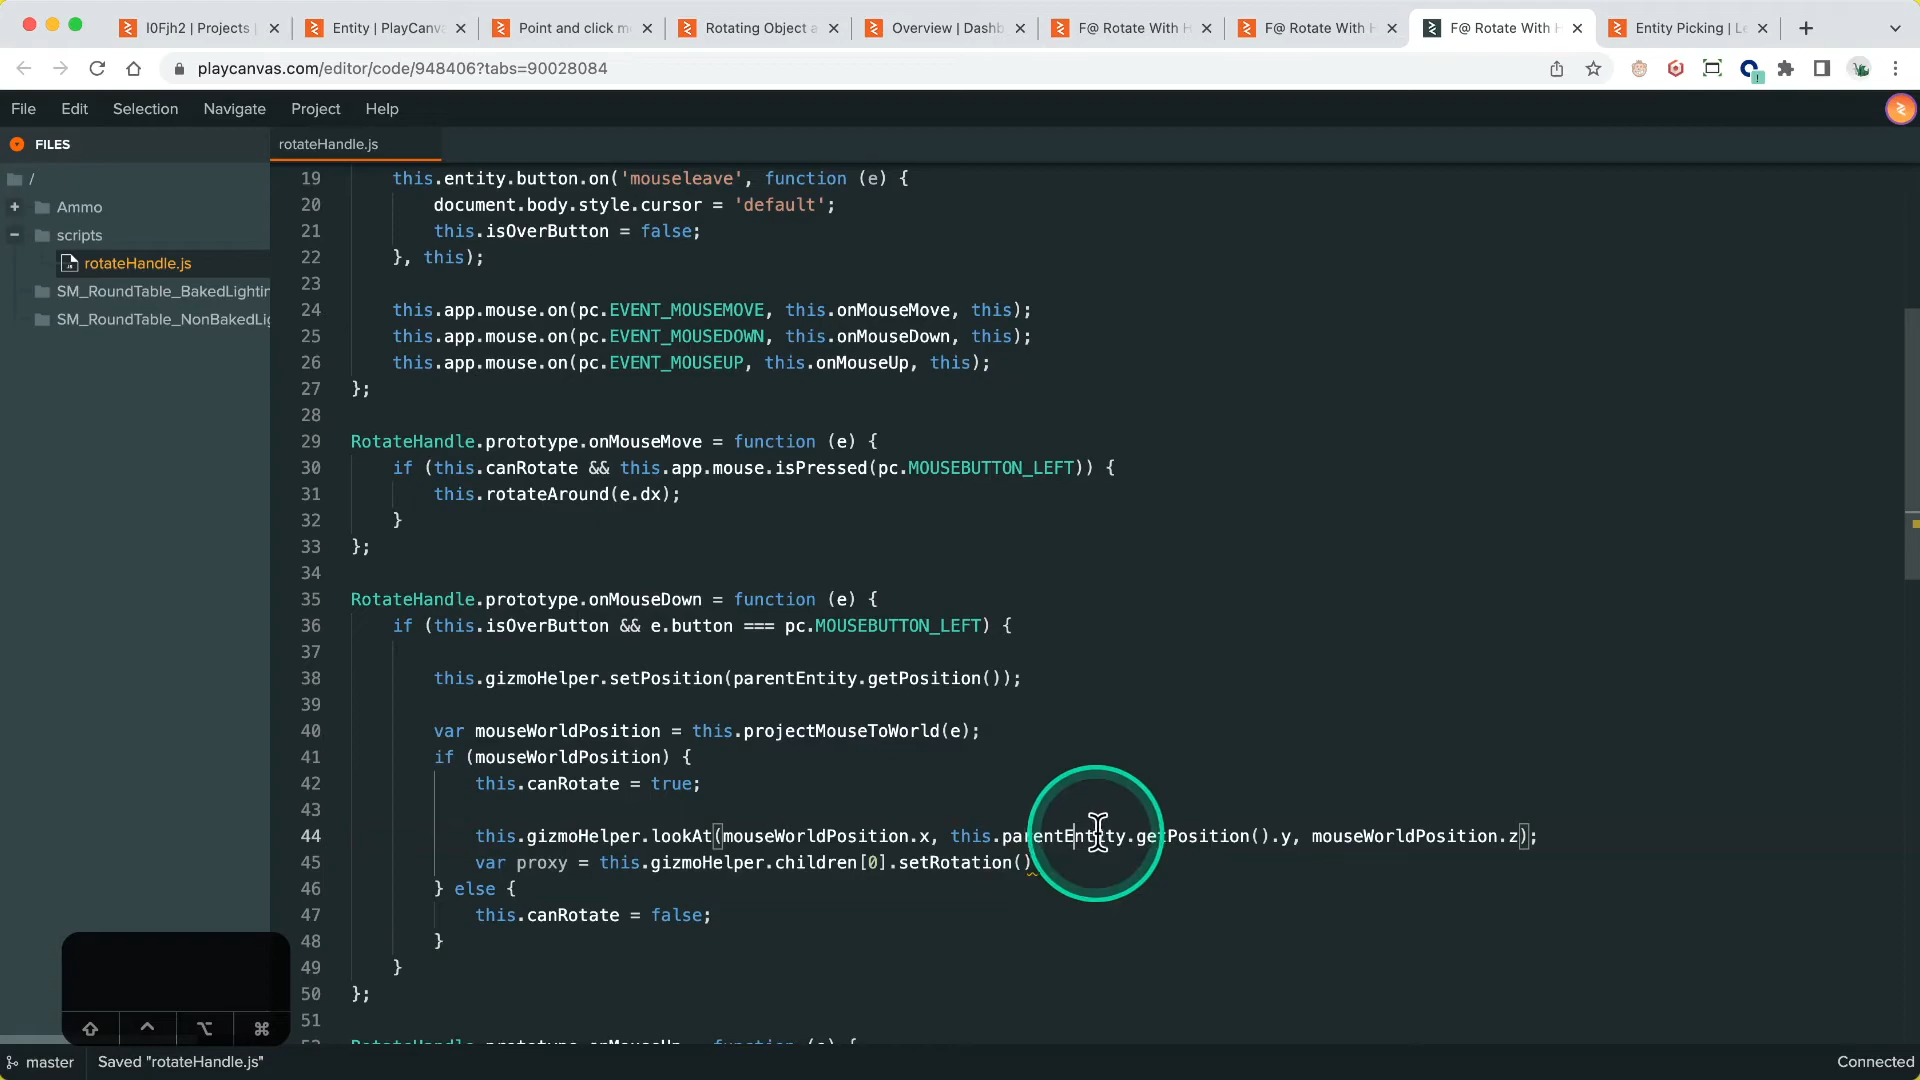 I0Fjh2 | Projects | Entity | PlayCanva Point and click m Rotating Object a Overview | Dashb F@ Rotate With H F@ Rotate With H F@ Rotate With H Entity Picking | Le
playcanvas.com/editor/code/948406?tabs=90028084
File Edit Selection Navigate Project Help
FILES
rotateHandle.js
/
Ammo
scripts
rotateHandle.js
SM_RoundTable_BakedLightin
SM_RoundTable_NonBakedLig
19 this.entity.button.on('mouseleave', function (e) {
20 document.body.style.cursor = 'default';
21 this.isOverButton = false;
22 }, this);
23
24 this.app.mouse.on(pc.EVENT_MOUSEMOVE, this.onMouseMove, this);
25 this.app.mouse.on(pc.EVENT_MOUSEDOWN, this.onMouseDown, this);
26 this.app.mouse.on(pc.EVENT_MOUSEUP, this.onMouseUp, this);
27 };
28
29 RotateHandle.prototype.onMouseMove = function (e) {
30 if (this.canRotate && this.app.mouse.isPressed(pc.MOUSEBUTTON_LEFT)) {
31 this.rotateAround(e.dx);
32 }
33 };
34
35 RotateHandle.prototype.onMouseDown = function (e) {
36 if (this.isOverButton && e.button === pc.MOUSEBUTTON_LEFT) {
37
38 this.gizmoHelper.setPosition(parentEntity.getPosition());
39
40 var mouseWorldPosition = this.projectMouseToWorld(e);
41 if (mouseWorldPosition) {
42 this.canRotate = true;
43
44 this.gizmoHelper.lookAt(mouseWorldPosition.x, this.parentEntity.getPosition().y, mouseWorldPosition.z);
45 var proxy = this.gizmoHelper.children[0].setRotation()
46 } else {
47 this.canRotate = false;
48 }
49 }
50 };
51
master Saved "rotateHandle.js" Connected